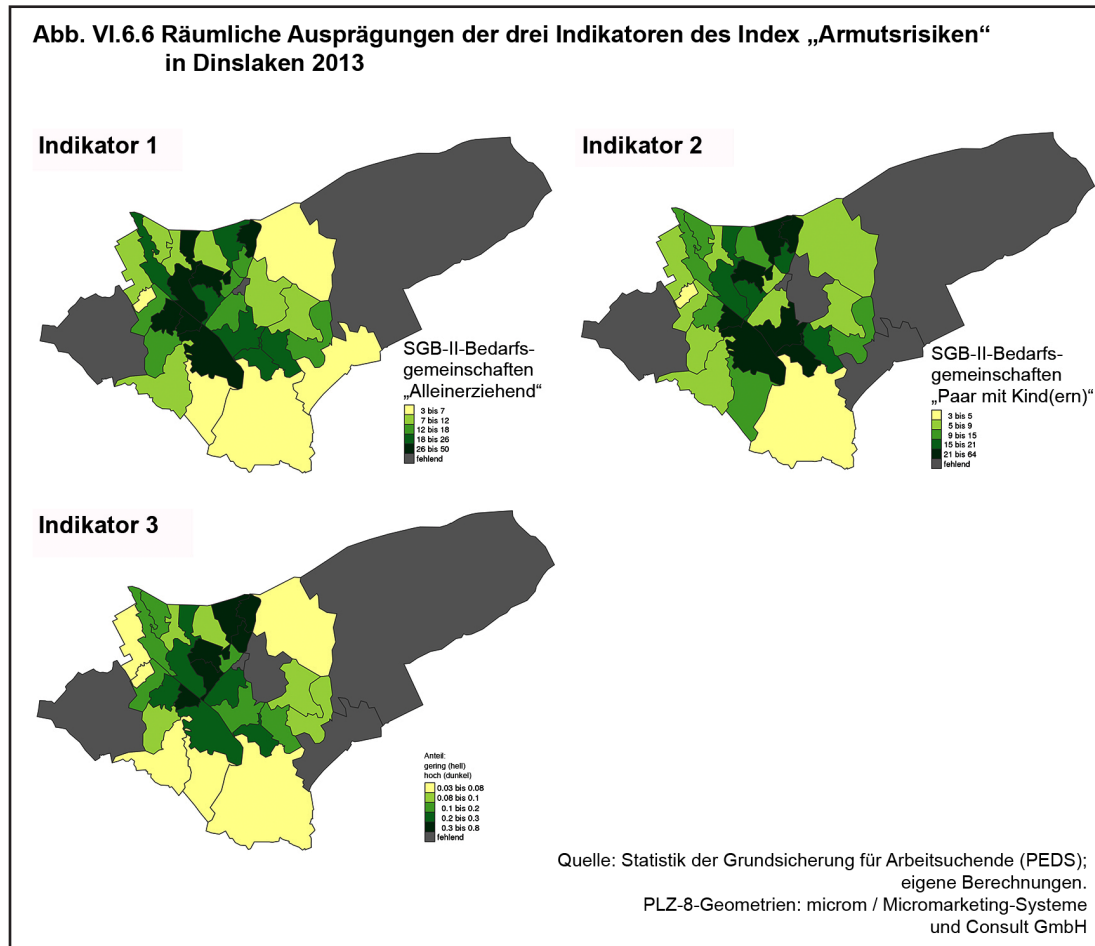 Abb. VI.6.6 Räumliche Ausprägungen der drei Indikatoren des Index „Armutsrisiken“
in Dinslaken 2013
Indikator 1
SGB-II-Bedarfs-
gemeinschaften
„Alleinerziehend“
3 bis 7
7 bis 12
12 bis 18
18 bis 26
26 bis 50
fehlend
Indikator 2
SGB-II-Bedarfs-
gemeinschaften
„Paar mit Kind(ern)“
3 bis 5
5 bis 9
9 bis 15
15 bis 21
21 bis 64
fehlend
Indikator 3
Anteil:
gering (hell)
hoch (dunkel)
0.03 bis 0.08
0.08 bis 0.1
0.1 bis 0.2
0.2 bis 0.3
0.3 bis 0.8
fehlend
Quelle: Statistik der Grundsicherung für Arbeitsuchende (PEDS);
eigene Berechnungen.
PLZ-8-Geometrien: microm / Micromarketing-Systeme
und Consult GmbH